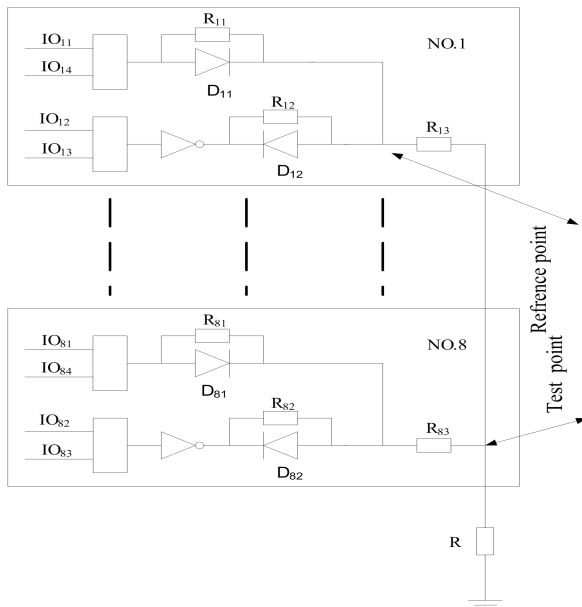 R11
IO11
NO.1
IO14
D11
IO12
R12
R13
IO13
D12
Refrence point
Test point
R81
IO81
NO.8
IO84
D81
IO82
R82
R83
IO83
D82
R